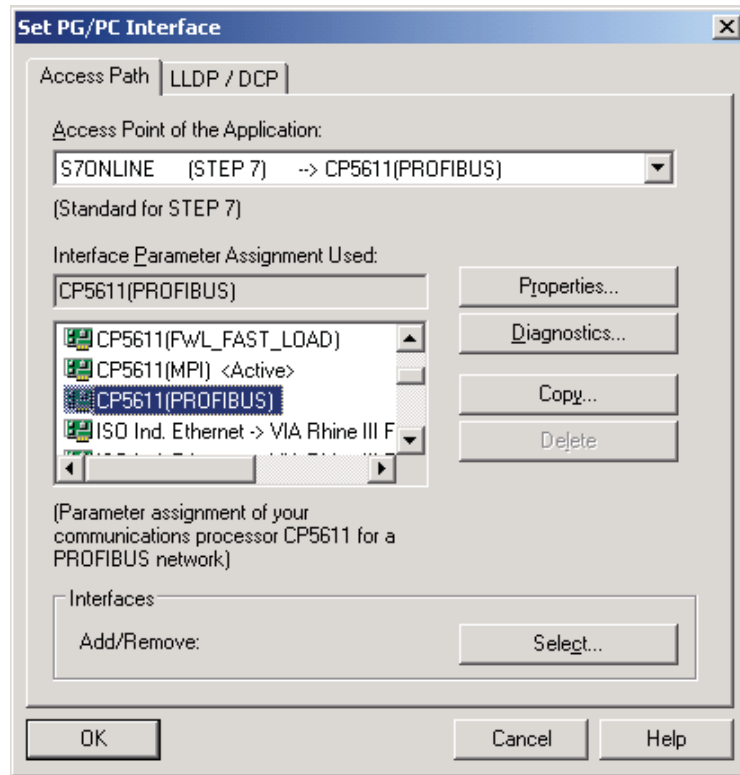 Set PG/PC Interface
Access Path LLDP / DCP
Access Point of the Application:
S7ONLINE (STEP 7) --> CP5611(PROFIBUS)
(Standard for STEP 7)
Interface Parameter Assignment Used:
CP5611(PROFIBUS)
Properties...
CP5611(FWL_FAST_LOAD)
Diagnostics...
CP5611(MPI) <Active>
CP5611(PROFIBUS)
Copy...
ISO Ind. Ethernet -> VIA Rhine III F
Delete
(Parameter assignment of your
communications processor CP5611 for a
PROFIBUS network)
Interfaces
Add/Remove:
Select...
OK Cancel Help